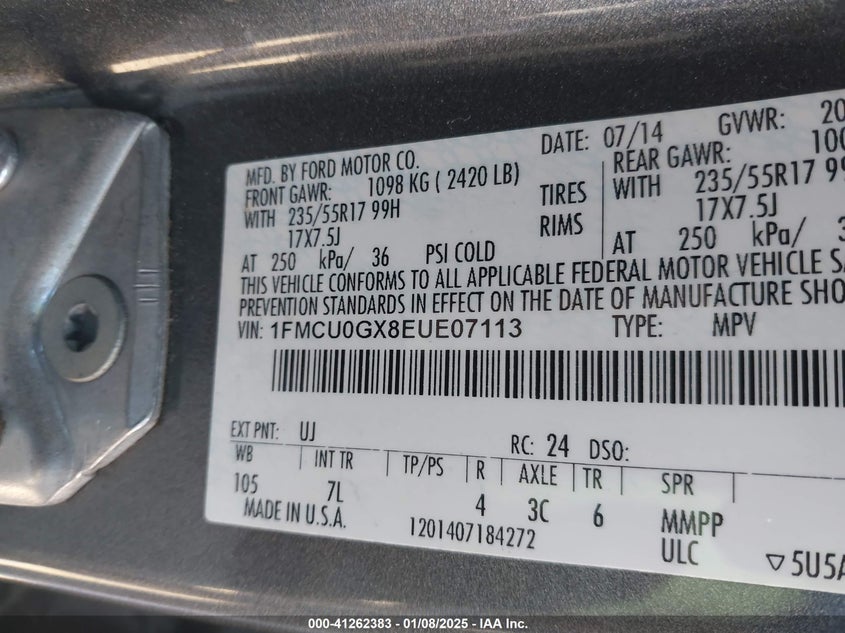 MFD. BY FORD MOTOR CO. DATE: 07/14 GVWR: 20
FRONT GAWR: 1098 KG ( 2420 LB) REAR GAWR: 100
WITH 235/55R17 99H TIRES WITH 235/55R17 99
17X7.5J RIMS 17X7.5J
AT 250 kPa/ 36 PSI COLD AT 250 kPa/ 3
THIS VEHICLE CONFORMS TO ALL APPLICABLE FEDERAL MOTOR VEHICLE SA
PREVENTION STANDARDS IN EFFECT ON THE DATE OF MANUFACTURE SHO
VIN: 1FMCU0GX8EUE07113 TYPE: MPV
EXT PNT: UJ RC: 24 DSO:
WB INT TR TP/PS R AXLE TR SPR
105 7L 4 3C 6 MMPP
MADE IN U.S.A. 1201407184272 ULC
5U5A
000-41262383 - 01/08/2025 - IAA Inc.